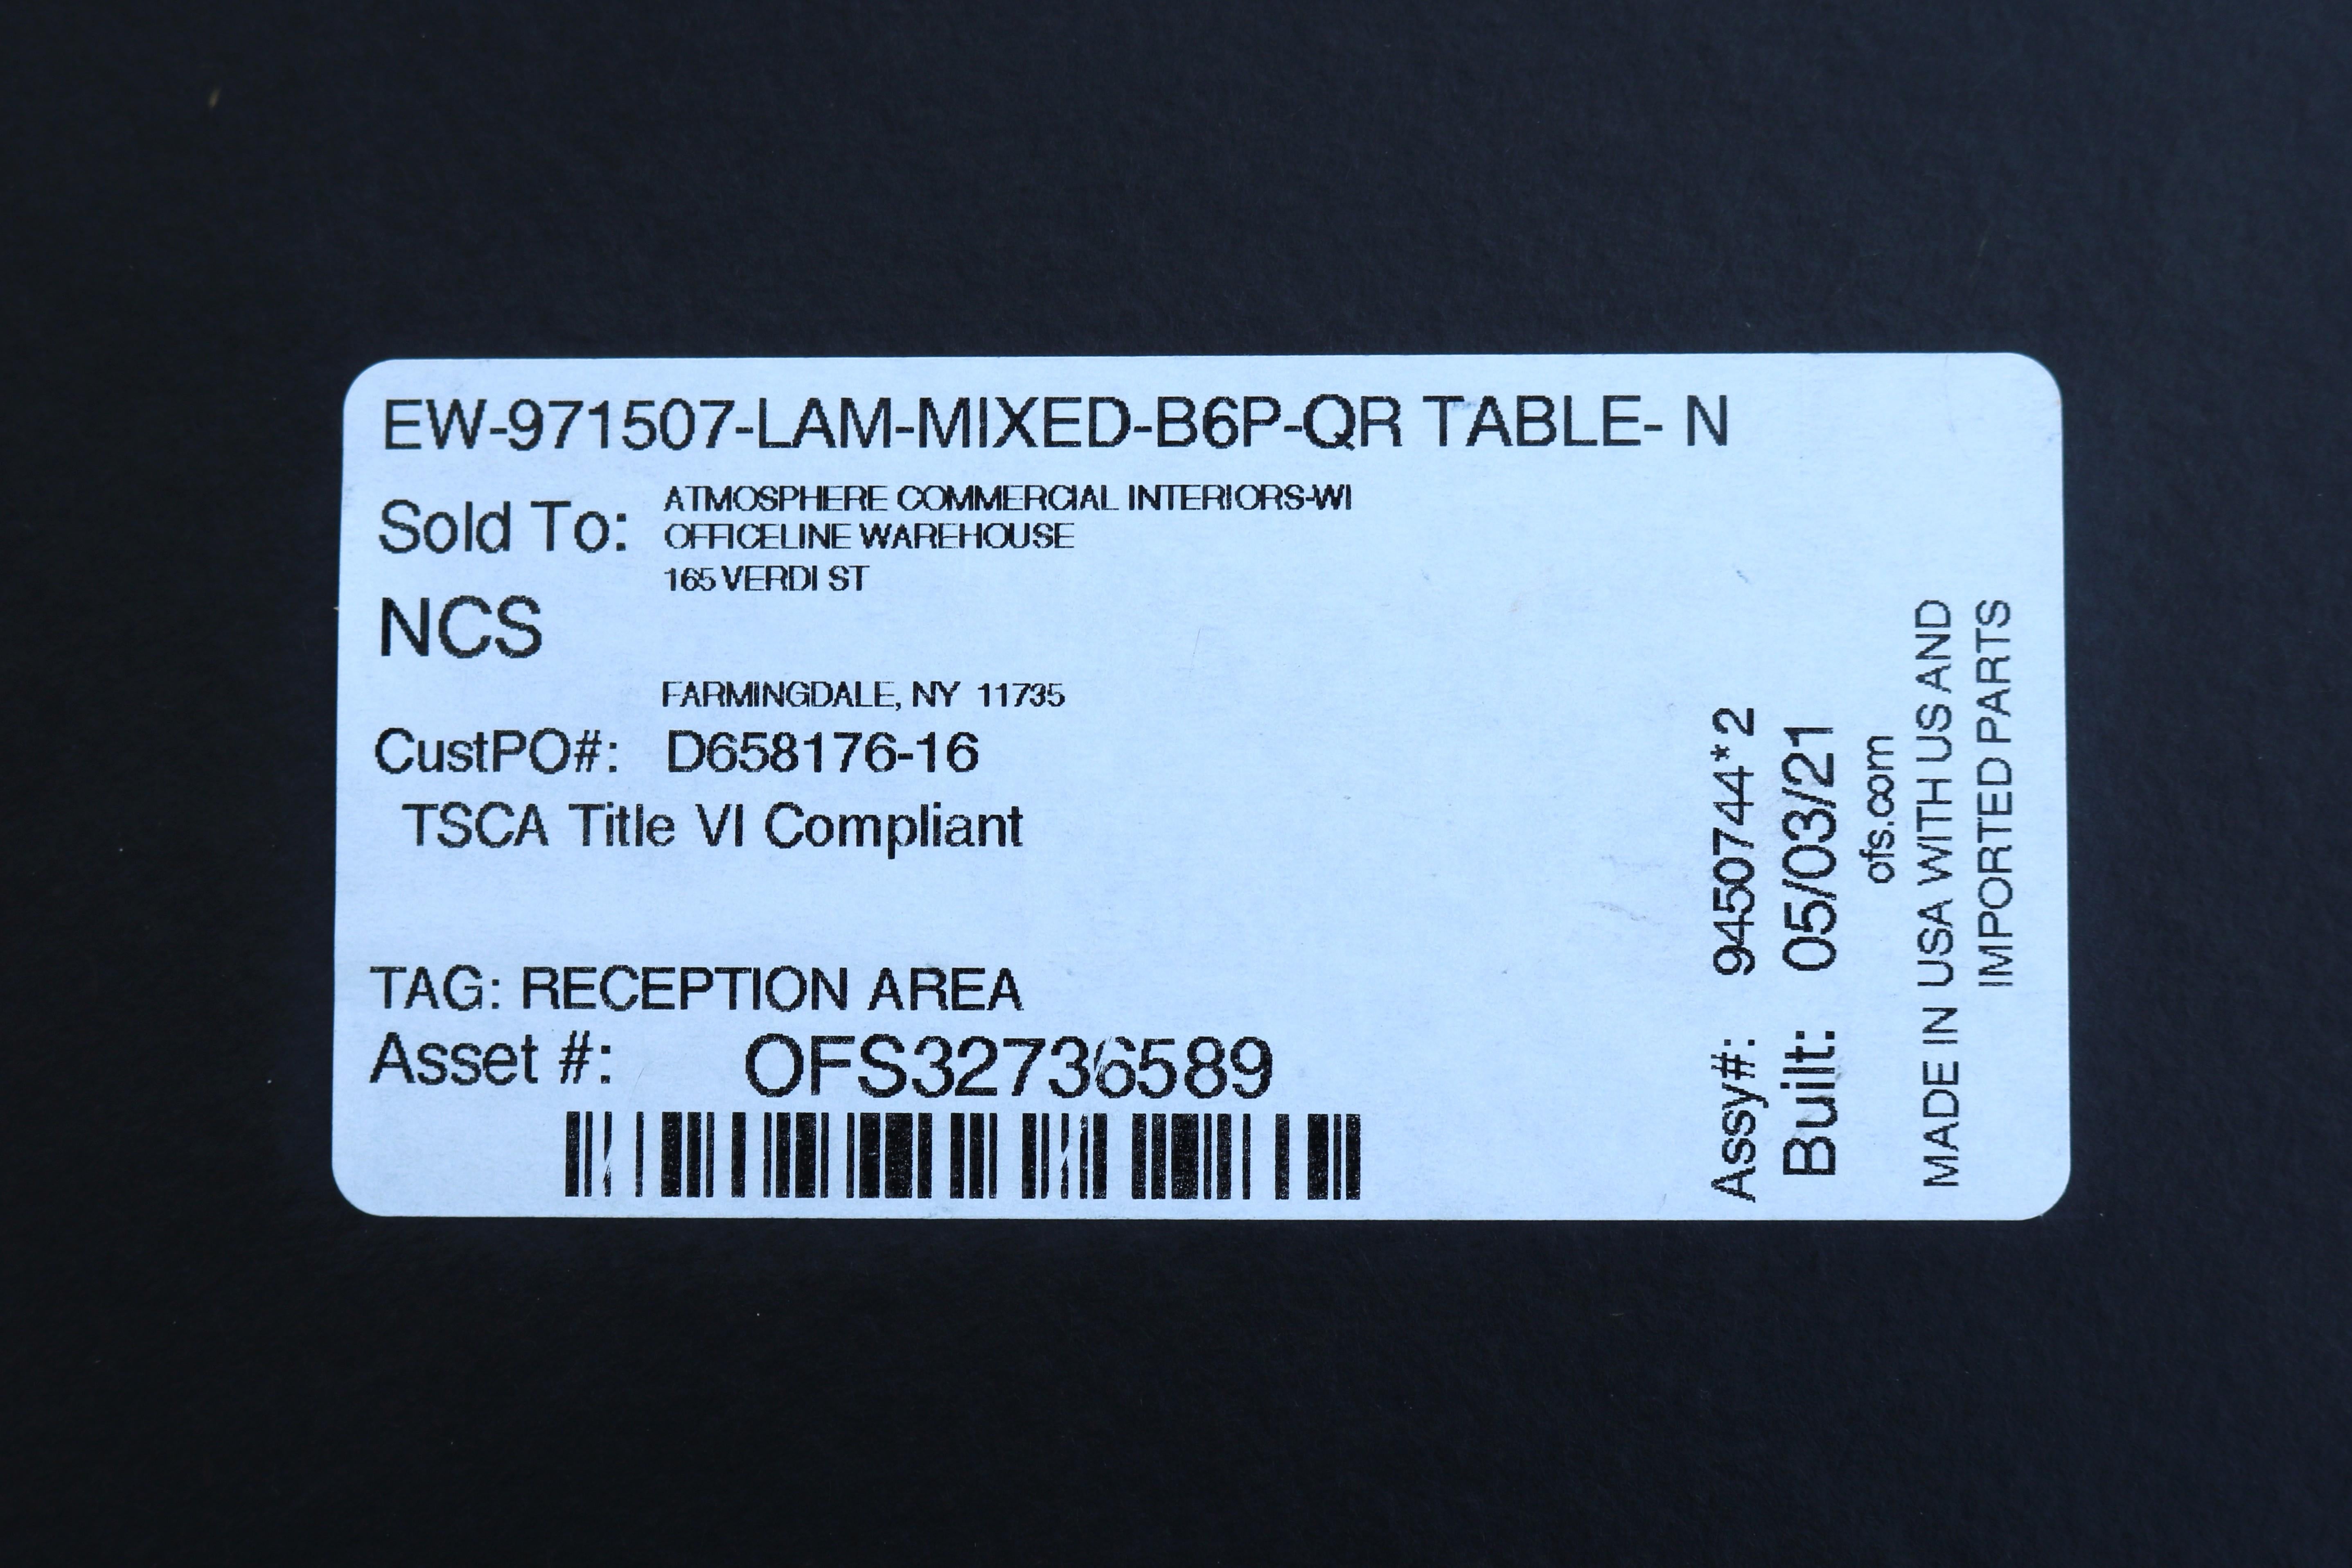 EW-971507-LAM-MIXED-B6P-QR TABLE- N
Sold To: ATMOSPHERE COMMERCIAL INTERIORS-WI
OFFICELINE WAREHOUSE
165 VERDI ST
NCS
FARMINGDALE, NY 11735
CustPO#: D658176-16
TSCA Title VI Compliant
TAG: RECEPTION AREA
Asset #: OFS32736589
Assy#: 9450744*2
Built: 05/03/21
ofs.com
MADE IN USA WITH US AND
IMPORTED PARTS